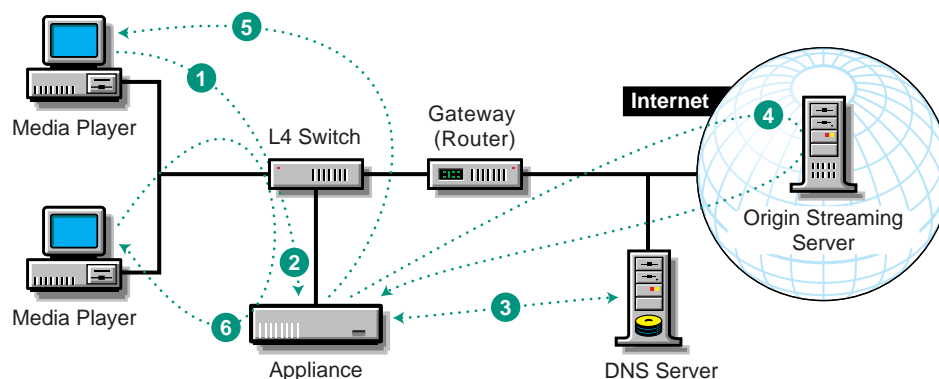 5
1
Media Player
L4 Switch
Gateway
(Router)
Internet
4
Origin Streaming
Server
2
3
Media Player
6
Appliance
DNS Server